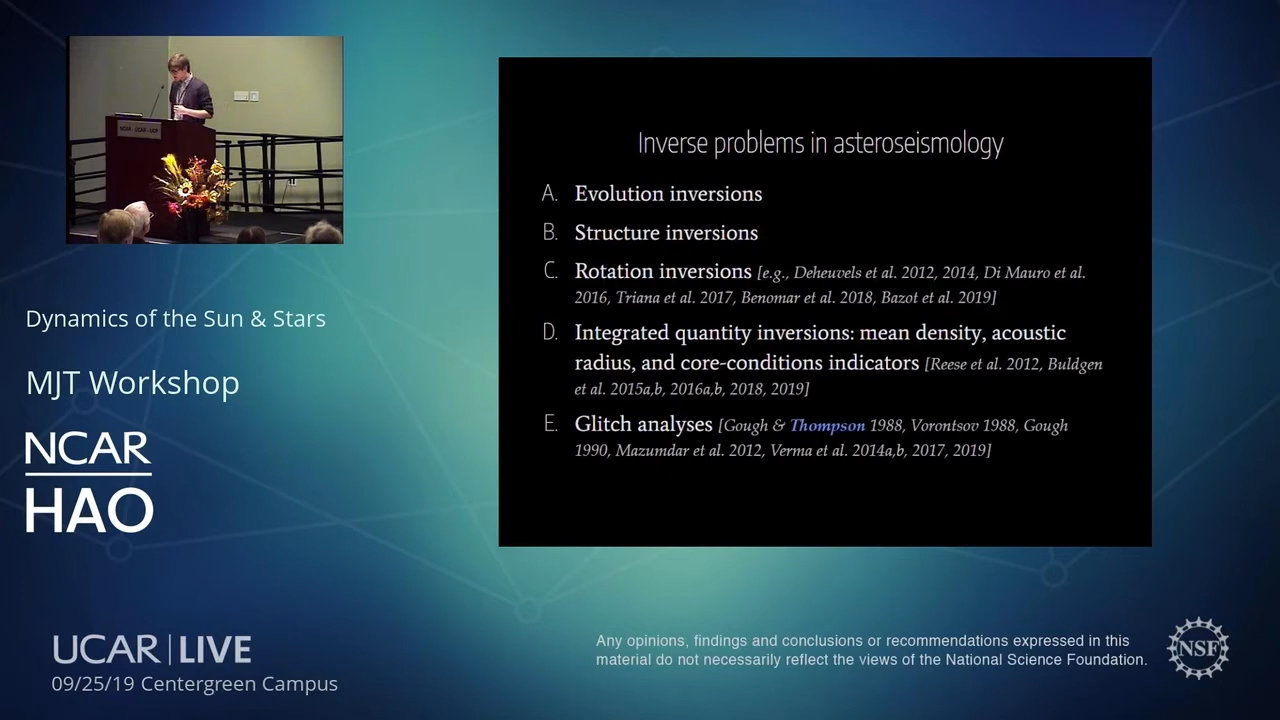 Inverse problems in asteroseismology
A. Evolution inversions
B. Structure inversions
C. Rotation inversions [e.g., Deheuvels et al. 2012, 2014, Di Mauro et al.
2016, Triana et al. 2017, Benomar et al. 2018, Bazot et al. 2019]
D. Integrated quantity inversions: mean density, acoustic
radius, and core-conditions indicators [Reese et al. 2012, Buldgen
et al. 2015a,b, 2016a,b, 2018, 2019]
E. Glitch analyses [Gough & Thompson 1988, Vorontsov 1988, Gough
1990, Mazumdar et al. 2012, Verma et al. 2014a,b, 2017, 2019]
Dynamics of the Sun & Stars
MJT Workshop
NCAR
HAO
UCAR | LIVE
09/25/19 Centergreen Campus
Any opinions, findings and conclusions or recommendations expressed in this
material do not necessarily reflect the views of the National Science Foundation.
NSF